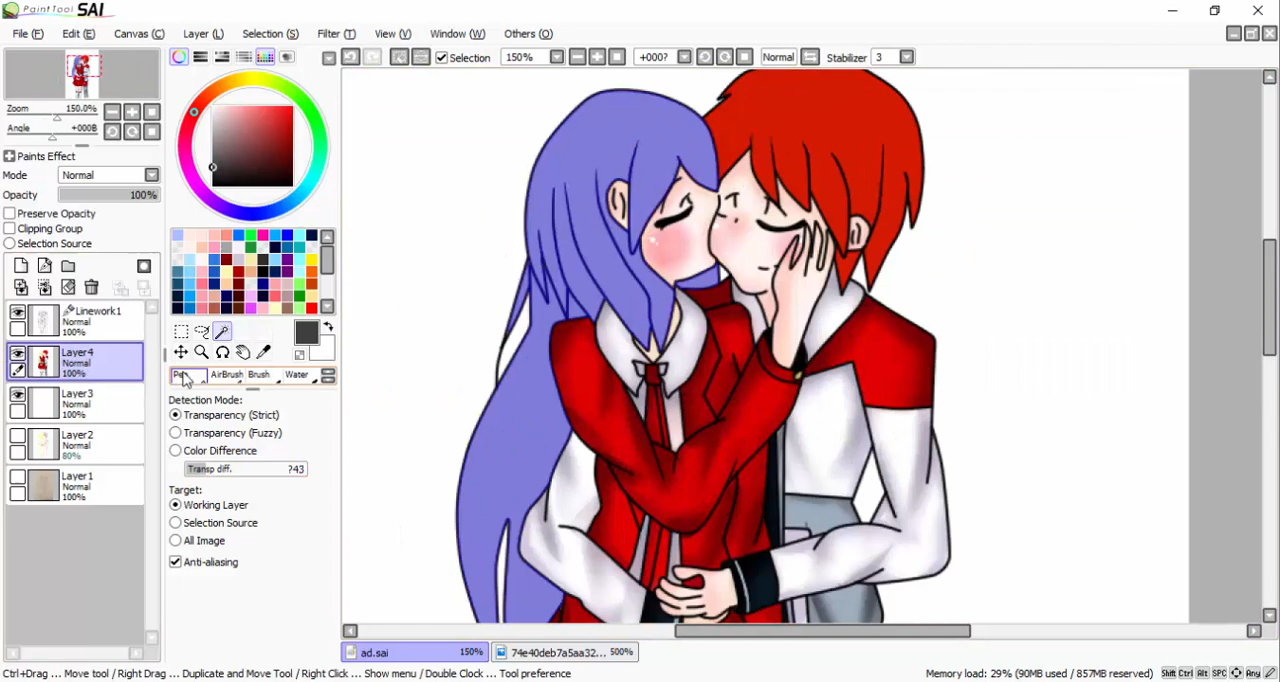 PaintTool SAI
File (F) Edit (E) Canvas (C) Layer (L) Selection (S) Filter (T) View (V) Window (W) Others (O)
Selection 150% +000? Normal Stabilizer 3
Zoom 150.0%
Angle +000B
Paints Effect
Mode Normal
Opacity 100%
Preserve Opacity
Clipping Group
Selection Source
Linework1
Normal
100%
Layer4
Normal
100%
Layer3
Normal
100%
Layer2
Normal
80%
Layer1
Normal
100%
AirBrush Brush Water
Detection Mode:
Transparency (Strict)
Transparency (Fuzzy)
Color Difference
Transp diff. ?43
Target:
Working Layer
Selection Source
All Image
Anti-aliasing
ad.sai 150% 74e40deb7a5aa32... 500%
Ctrl+Drag ... Move tool / Right Drag ... Duplicate and Move Tool / Right Click ... Show menu / Double Clock ... Tool preference
Memory load: 29% (90MB used / 857MB reserved)
Shift Ctrl Alt SPC Any